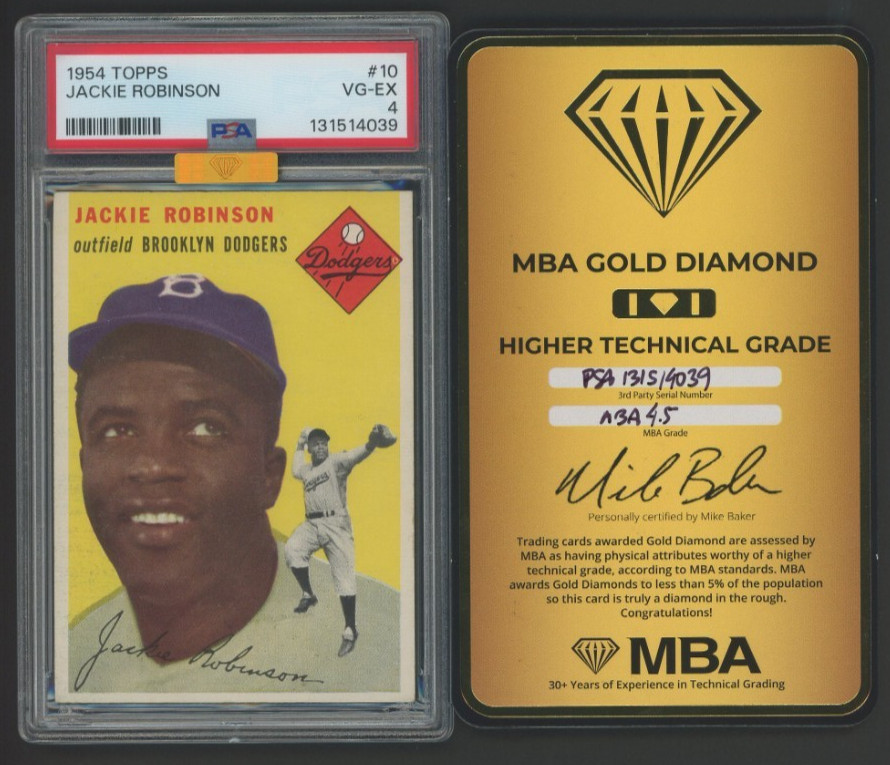 1954 TOPPS #10
JACKIE ROBINSON VG-EX
4
PSA 131514039
JACKIE ROBINSON
outfield BROOKLYN DODGERS
Dodgers
B
Dodgers
Jackie Robinson
MBA GOLD DIAMOND
HIGHER TECHNICAL GRADE
PSA 131514039
3rd Party Serial Number
MBA 4.5
MBA Grade
Mike Baker
Personally certified by Mike Baker
Trading cards awarded Gold Diamond are assessed by
MBA as having physical attributes worthy of a higher
technical grade, according to MBA standards. MBA
awards Gold Diamonds to less than 5% of the population
so this card is truly a diamond in the rough.
Congratulations!
MBA
30+ Years of Experience in Technical Grading